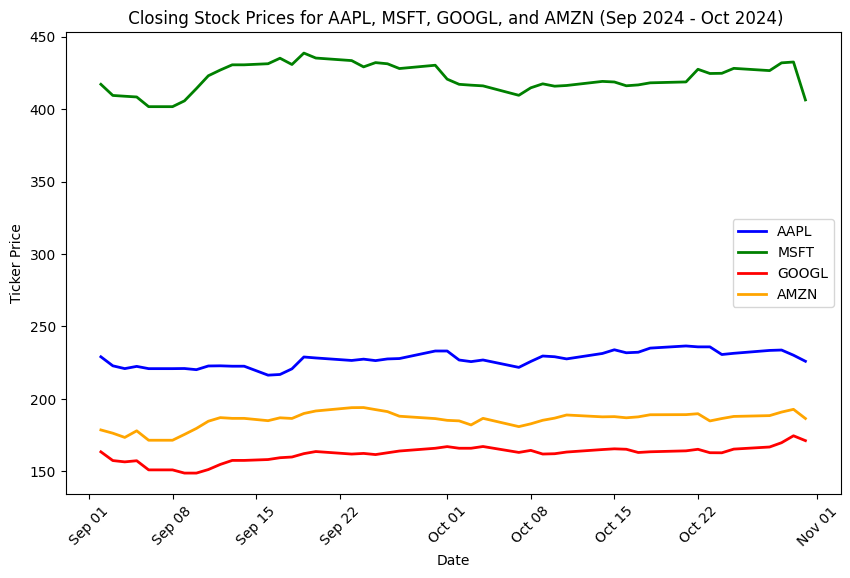 Closing Stock Prices for AAPL, MSFT, GOOGL, and AMZN (Sep 2024 - Oct 2024)
450
400
350
300
250
200
150
Ticker Price
AAPL
MSFT
GOOGL
AMZN
Sep 01
Sep 08
Sep 15
Sep 22
Oct 01
Oct 08
Oct 15
Oct 22
Nov 01
Date